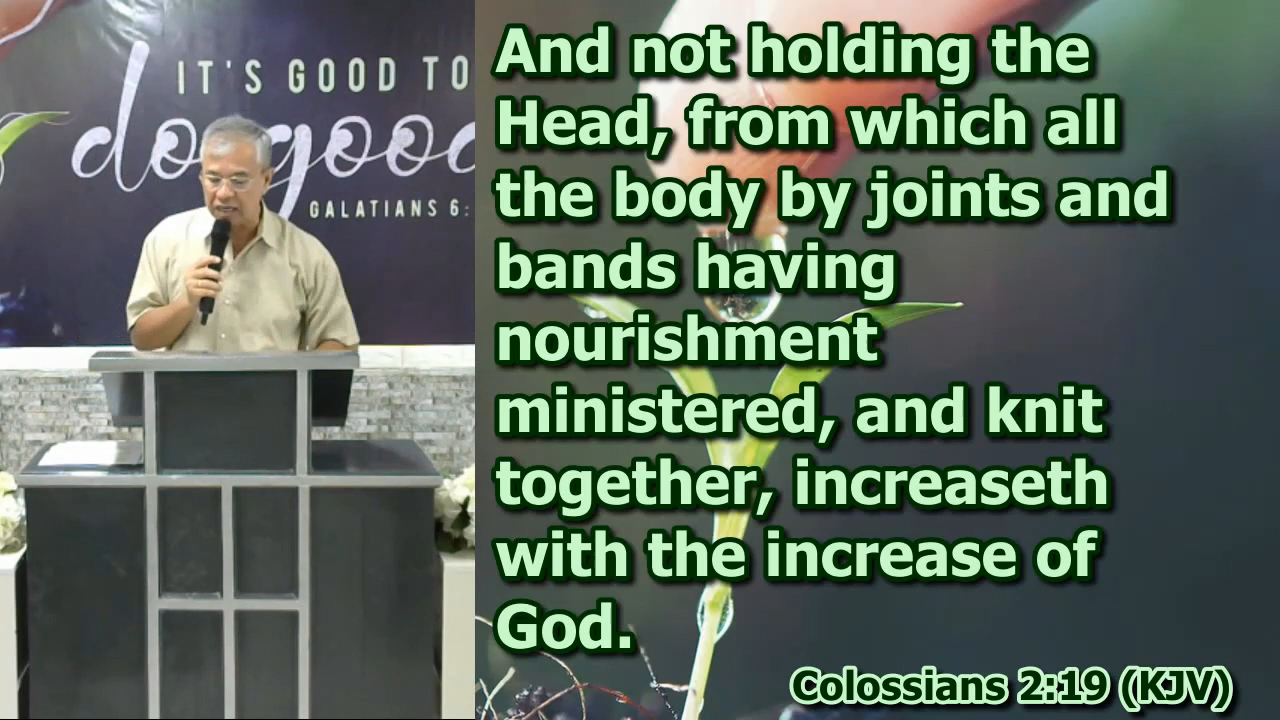 IT'S GOOD TO
do good
GALATIANS 6:
And not holding the
Head, from which all
the body by joints and
bands having
nourishment
ministered, and knit
together, increaseth
with the increase of
God.
Colossians 2:19 (KJV)